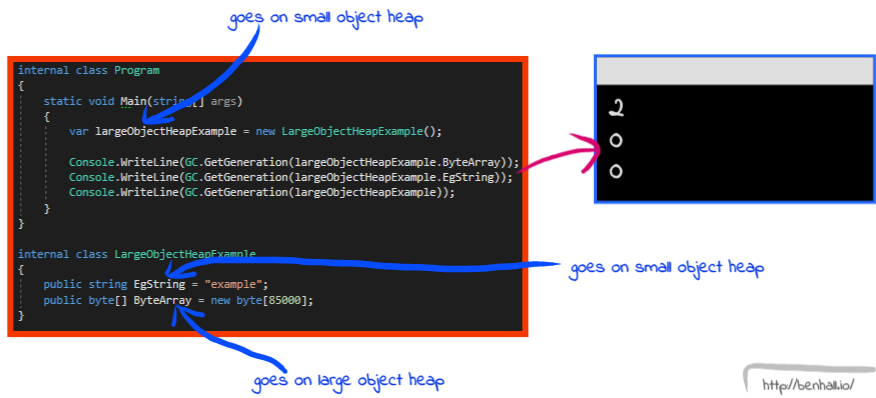 goes on small object heap
internal class Program
{
static void Main(string[] args)
{
var largeObjectHeapExample = new LargeObjectHeapExample();
Console.WriteLine(GC.GetGeneration(largeObjectHeapExample.ByteArray));
Console.WriteLine(GC.GetGeneration(largeObjectHeapExample.EgString));
Console.WriteLine(GC.GetGeneration(largeObjectHeapExample));
}
}
2
0
0
internal class LargeObjectHeapExample
{
public string EgString = "example";
public byte[] ByteArray = new byte[85000];
}
goes on small object heap
goes on large object heap
http://benhall.io/